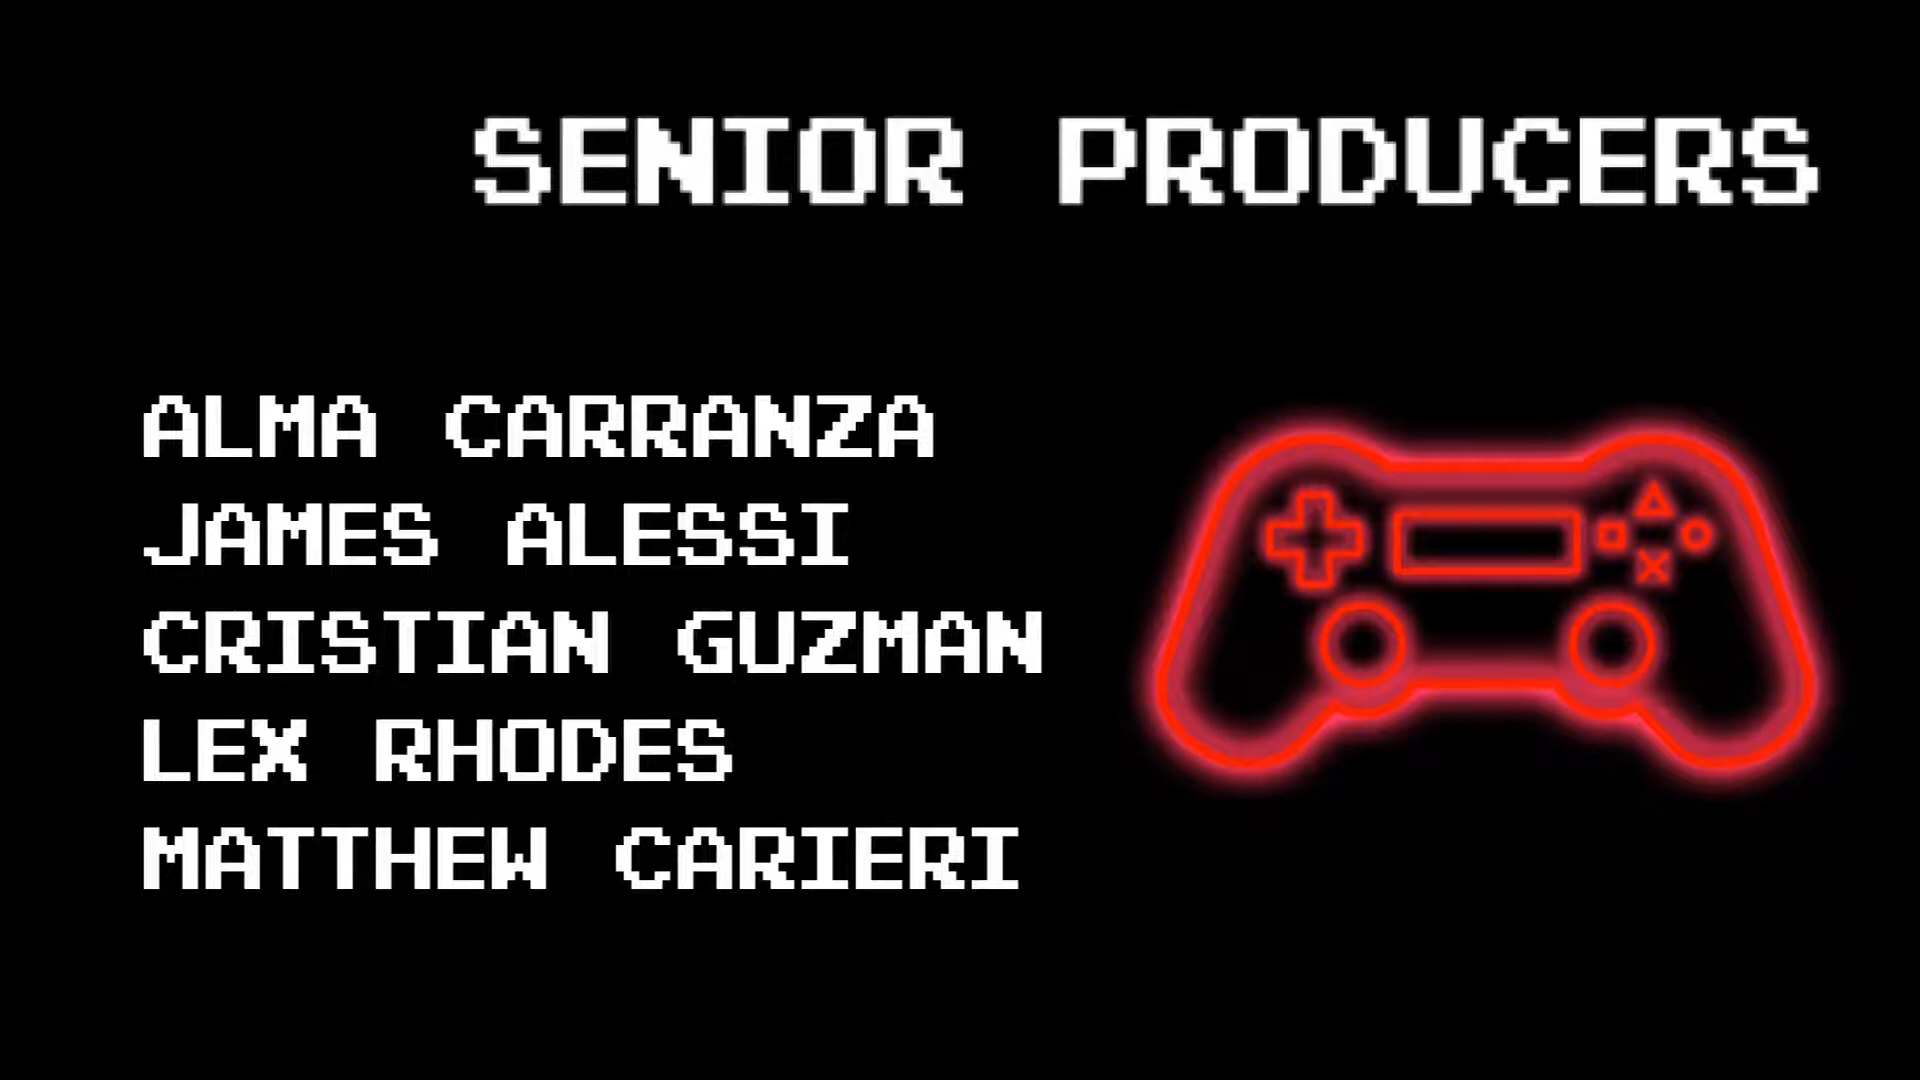 SENIOR PRODUCERS
ALMA CARRANZA
JAMES ALESSI
CRISTIAN GUZMAN
LEX RHODES
MATTHEW CARIERI